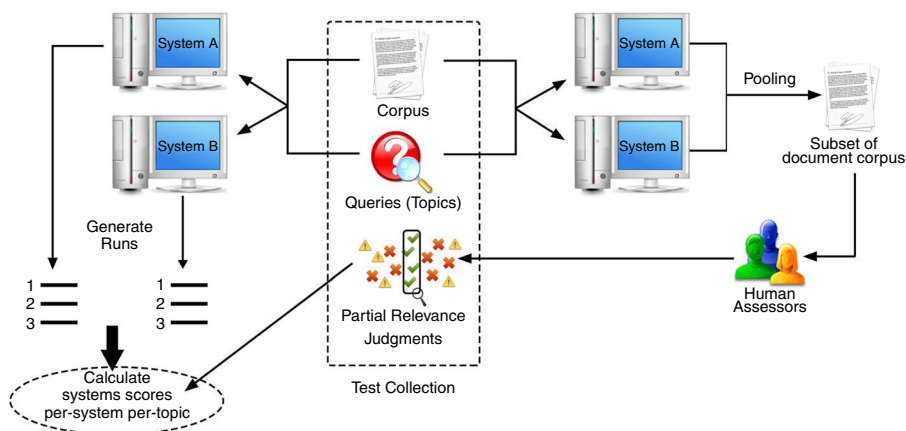 System A
System B
Generate
Runs
1
2
3
1
2
3
Calculate
systems scores
per-system per-topic
Corpus
Queries (Topics)
Partial Relevance
Judgments
Test Collection
System A
System B
Pooling
Subset of
document corpus
Human
Assessors